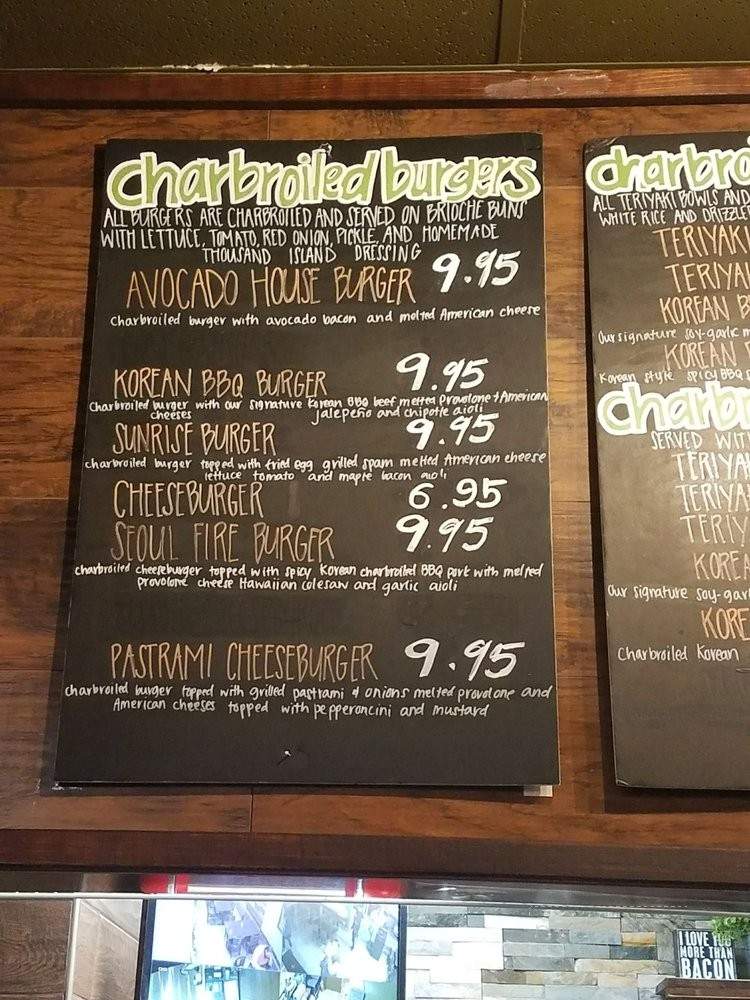 charbroiled burgers
ALL BURGERS ARE CHARBROILED AND SERVED ON BRIOCHE BUNS
WITH LETTUCE, TOMATO, RED ONION, PICKLE, AND HOMEMADE
THOUSAND ISLAND DRESSING
AVOCADO HOUSE BURGER 9.95
charbroiled burger with avocado bacon and melted American cheese
KOREAN BBQ BURGER 9.95
charbroiled burger with our signature Korean BBQ beef melted provolone + American
cheeses jalepeño and chipotle aioli
SUNRISE BURGER 9.95
charbroiled burger topped with fried egg grilled spam melted American cheese
lettuce tomato and maple bacon aioli
CHEESEBURGER 6.95
SEOUL FIRE BURGER 9.95
charbroiled cheeseburger topped with spicy Korean charbroiled BBQ pork with melted
provolone cheese Hawaiian colesaw and garlic aioli
PASTRAMI CHEESEBURGER 9.95
charbroiled burger topped with grilled pastrami & onions melted provolone and
American cheeses topped with pepperoncini and mustard
charbro
ALL TERIYAKI BOWLS AND
WHITE RICE AND DRIZZLE
TERIYAKI
TERIYA
KOREAN B
Our signature soy-garlic m
KOREAN
Korean style spicy BBQ s
charbr
SERVED WIT
TERIYA
TERIYA
TERIY
KOREA
Our signature soy-gar
KORE
Charbroiled Korean
I LOVE YOU
MORE THAN
BACON